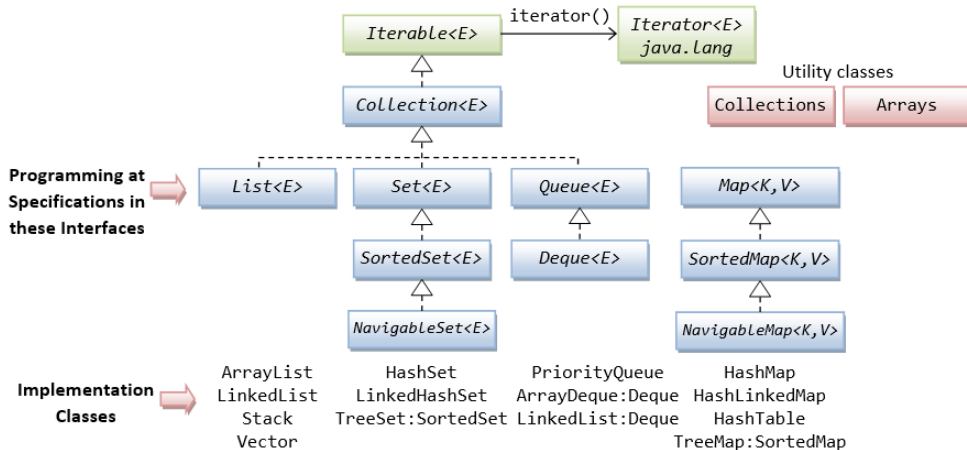 Iterable<E>
iterator()
Iterator<E>
java.lang
Collection<E>
Utility classes
Collections
Arrays
Programming at
Specifications in
these Interfaces
List<E>
Set<E>
Queue<E>
Map<K,V>
SortedSet<E>
Deque<E>
SortedMap<K,V>
NavigableSet<E>
NavigableMap<K,V>
Implementation
Classes
ArrayList
LinkedList
Stack
Vector
HashSet
LinkedHashSet
TreeSet:SortedSet
PriorityQueue
ArrayDeque:Deque
LinkedList:Deque
HashMap
HashLinkedMap
HashTable
TreeMap:SortedMap